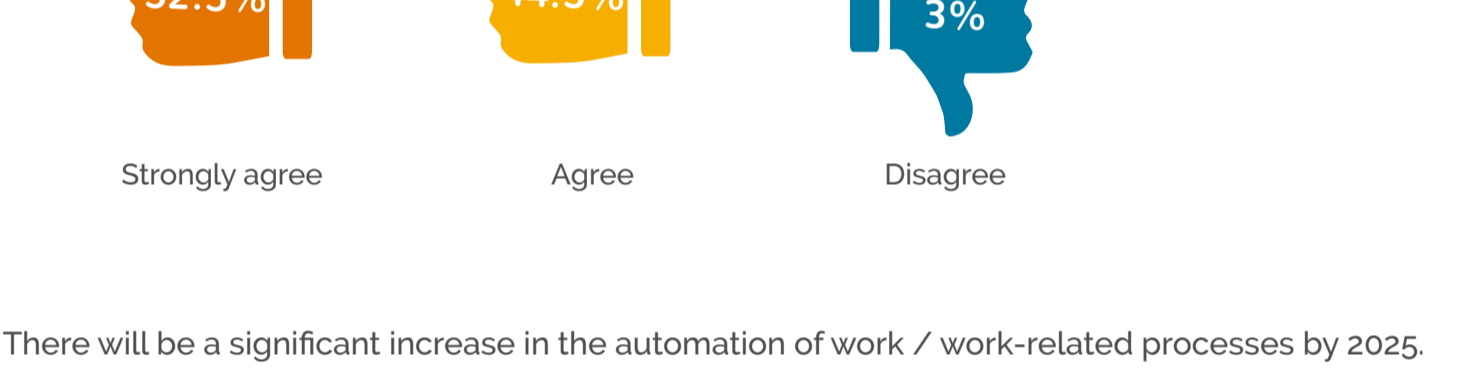 3%
Strongly agree Agree Disagree
There will be a significant increase in the automation of work / work-related processes by 2025.